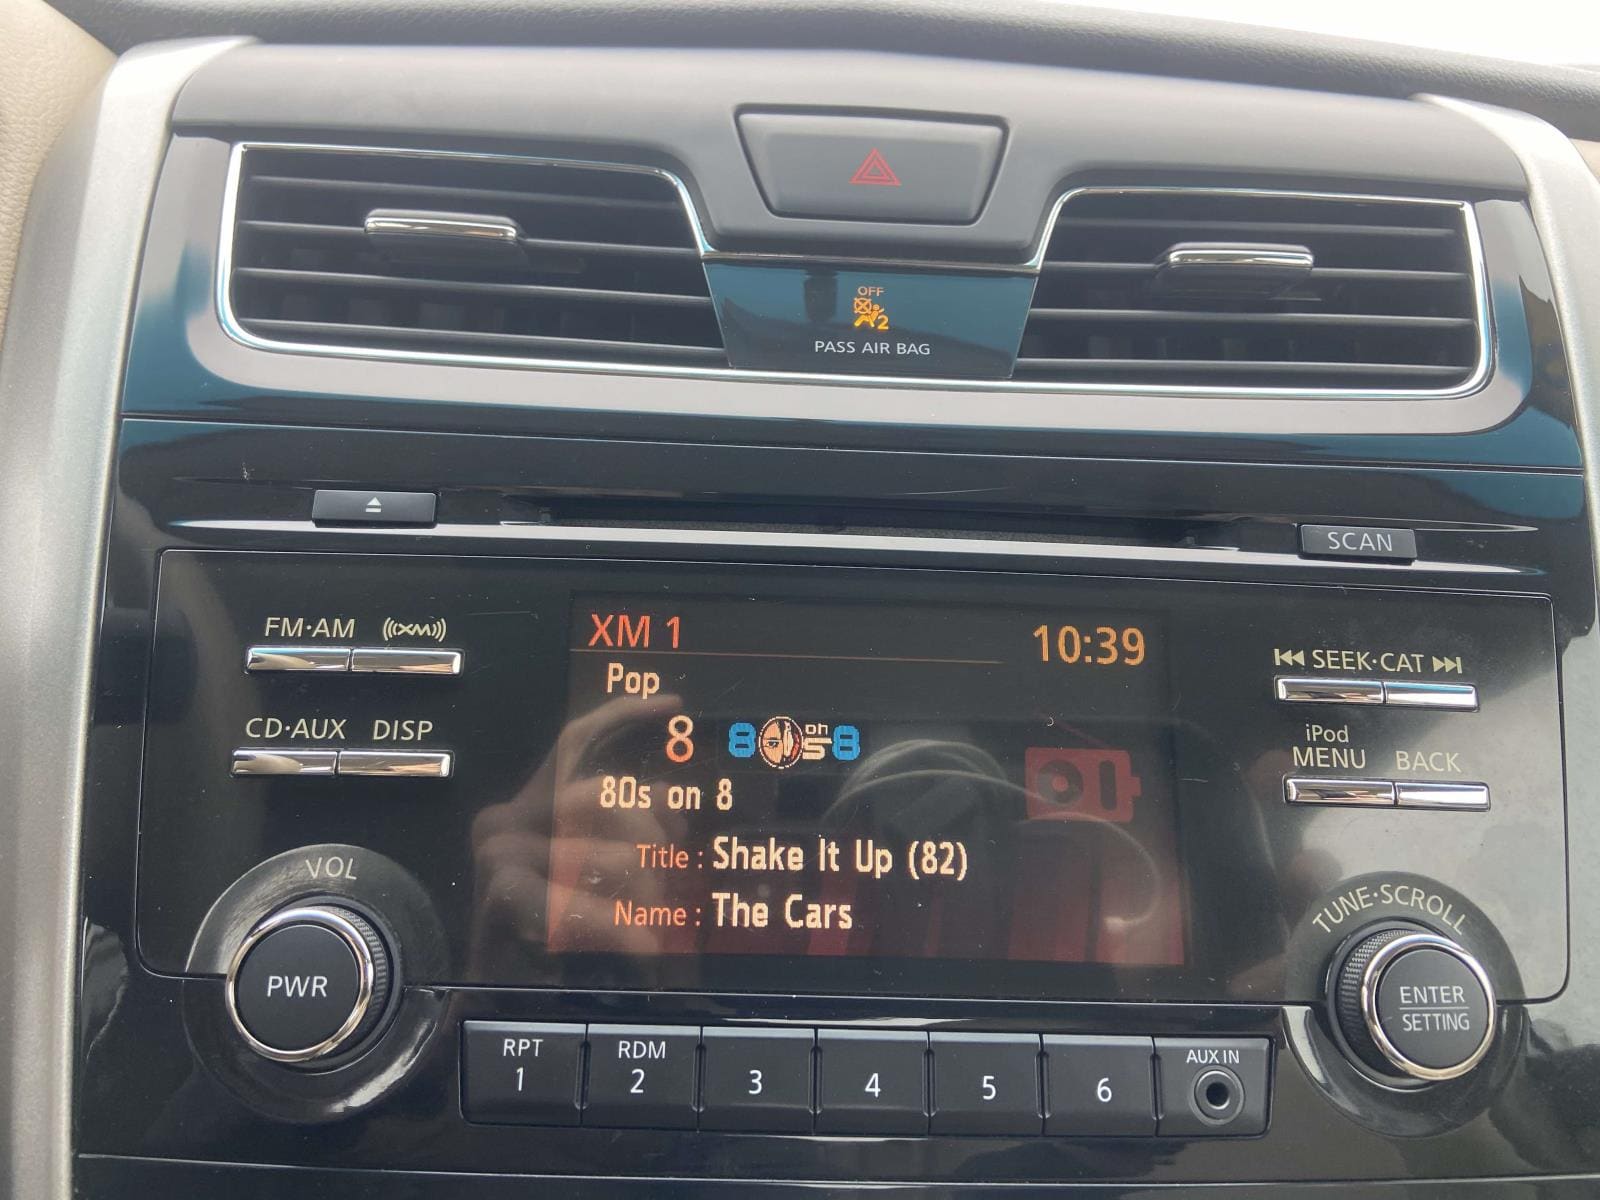 OFF
2
PASS AIR BAG
SCAN
FM·AM
((XM))
XM 1
10:39
SEEK·CAT
Pop
8
8 8
CD·AUX
DISP
iPod
MENU
BACK
80s on 8
Title : Shake It Up (82)
Name : The Cars
VOL
PWR
TUNE·SCROLL
ENTER
SETTING
RPT
1
RDM
2
3
4
5
6
AUX IN